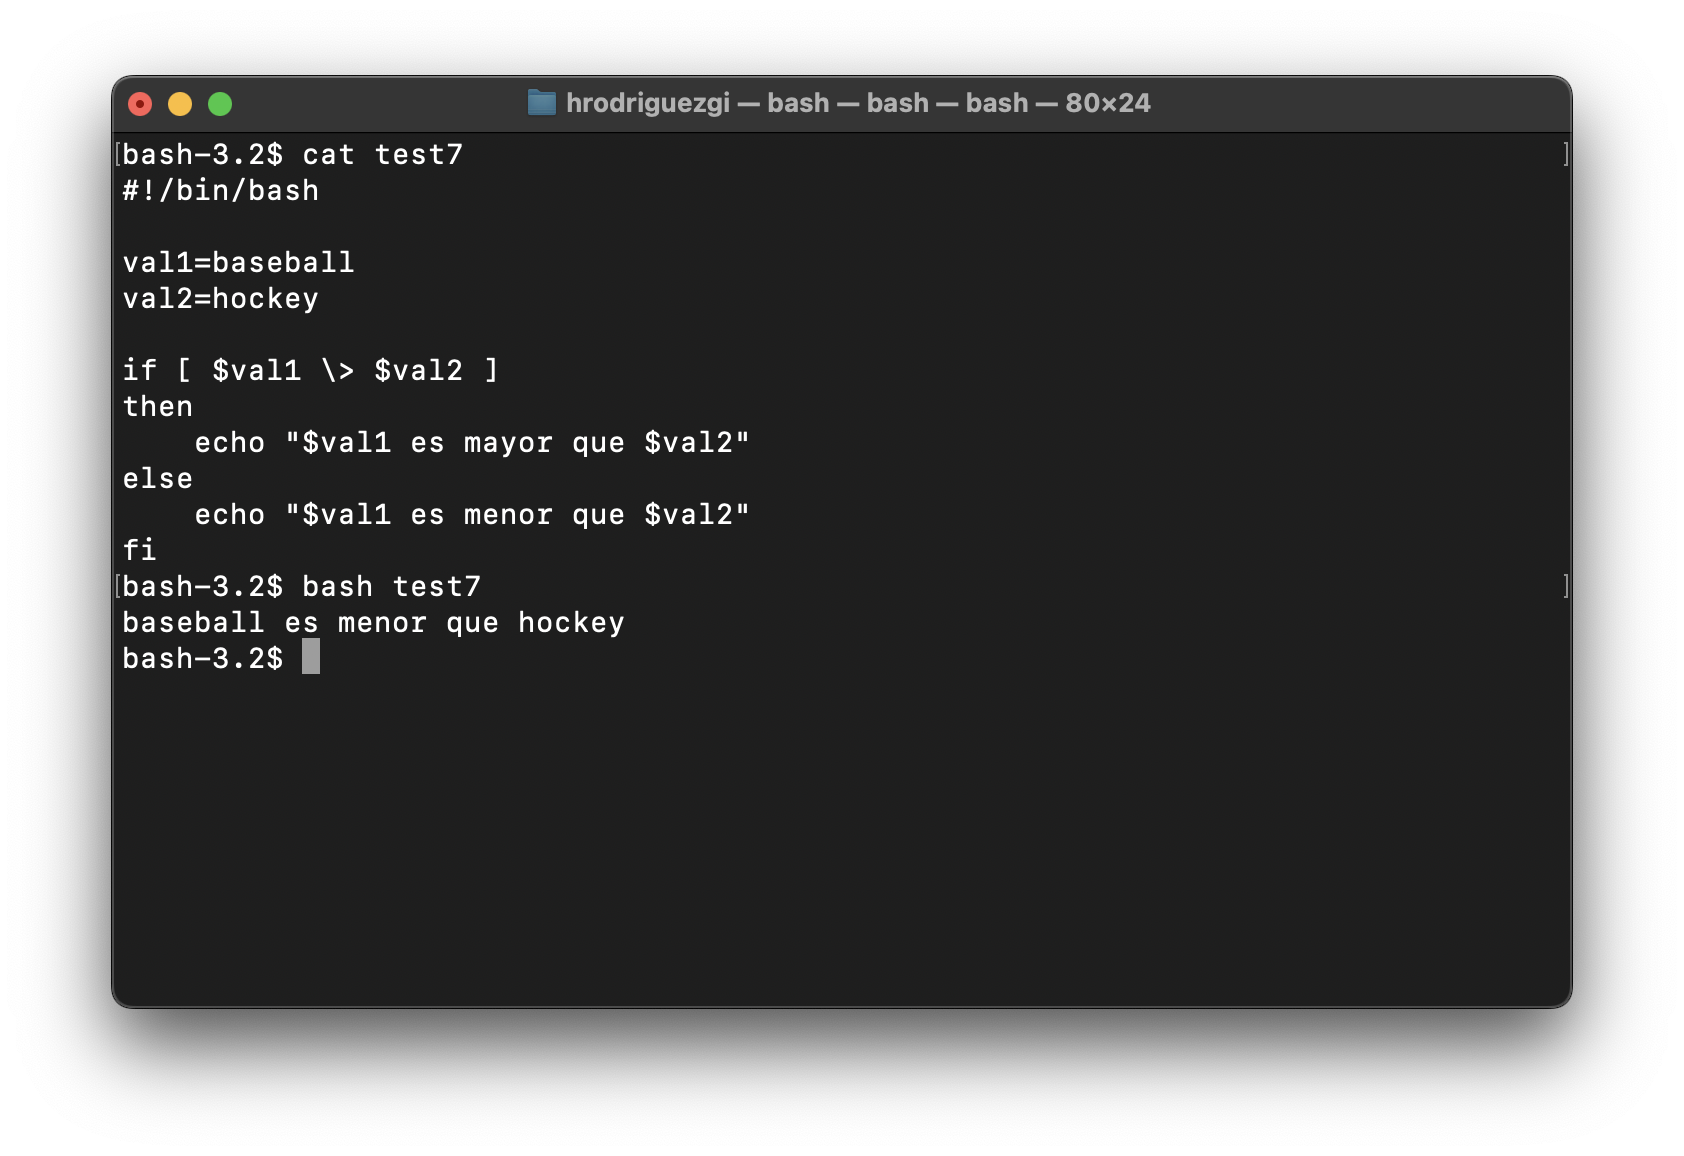 hrodriguezgi — bash — bash — bash — 80×24
[bash-3.2$ cat test7 ]
#!/bin/bash

val1=baseball
val2=hockey

if [ $val1 \> $val2 ]
then
    echo "$val1 es mayor que $val2"
else
    echo "$val1 es menor que $val2"
fi
[bash-3.2$ bash test7 ]
baseball es menor que hockey
bash-3.2$